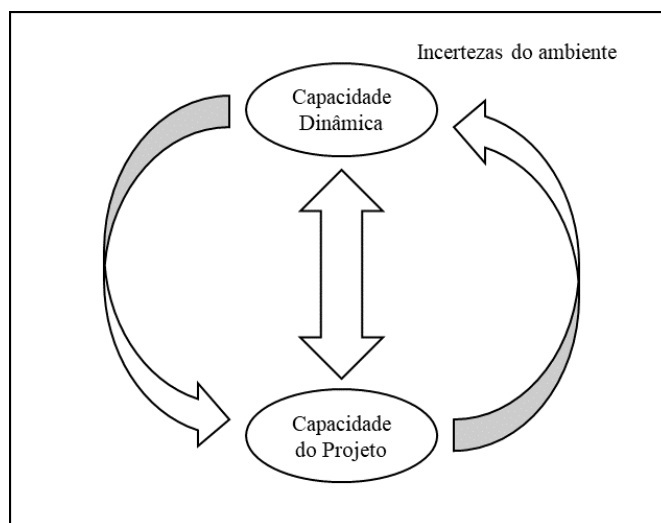 Incertezas do ambiente
Capacidade
Dinâmica
Capacidade
do Projeto